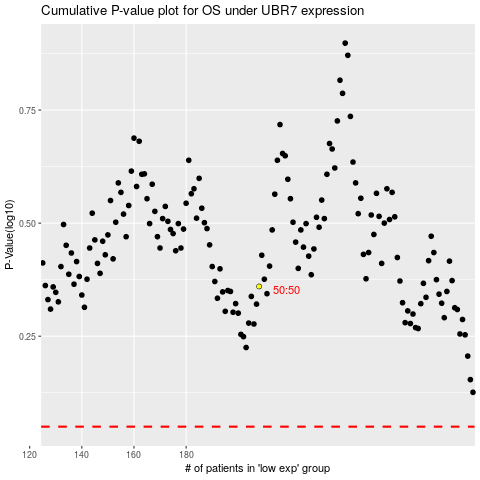 Cumulative P-value plot for OS under UBR7 expression
P-Value(log10)
0.75
0.50
0.25
50:50
120 140 160 180
# of patients in 'low exp' group